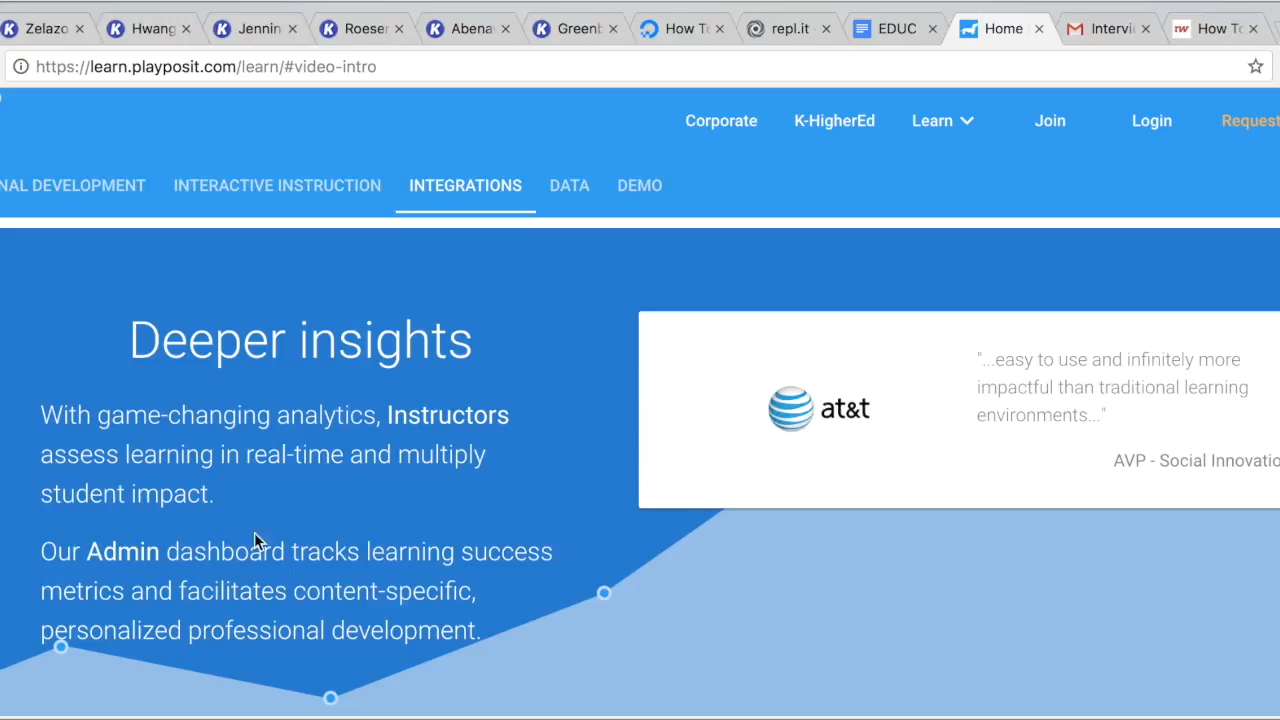 Zelazo
Hwang
Jennin
Roeser
Abena
Greenb
How To
repl.it
EDUC
Home
Intervi
How To
https://learn.playposit.com/learn/#video-intro
Corporate K-HigherEd Learn Join Login Request
NAL DEVELOPMENT INTERACTIVE INSTRUCTION INTEGRATIONS DATA DEMO
Deeper insights
With game-changing analytics, Instructors
assess learning in real-time and multiply
student impact.
Our Admin dashboard tracks learning success
metrics and facilitates content-specific,
personalized professional development.
at&t
"...easy to use and infinitely more
impactful than traditional learning
environments..."
AVP - Social Innovatio